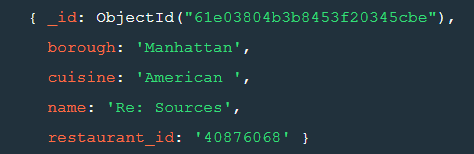 { _id: ObjectId("61e03804b3b8453f20345cbe"),
borough: 'Manhattan',
cuisine: 'American ',
name: 'Re: Sources',
restaurant_id: '40876068' }